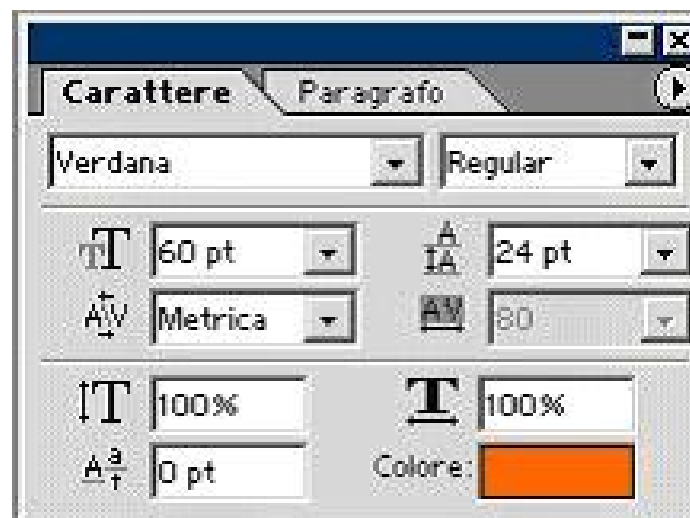 Carattere Paragrafo
Verdana Regular
60 pt 24 pt
Metrica 80
100% 100%
0 pt Colore: